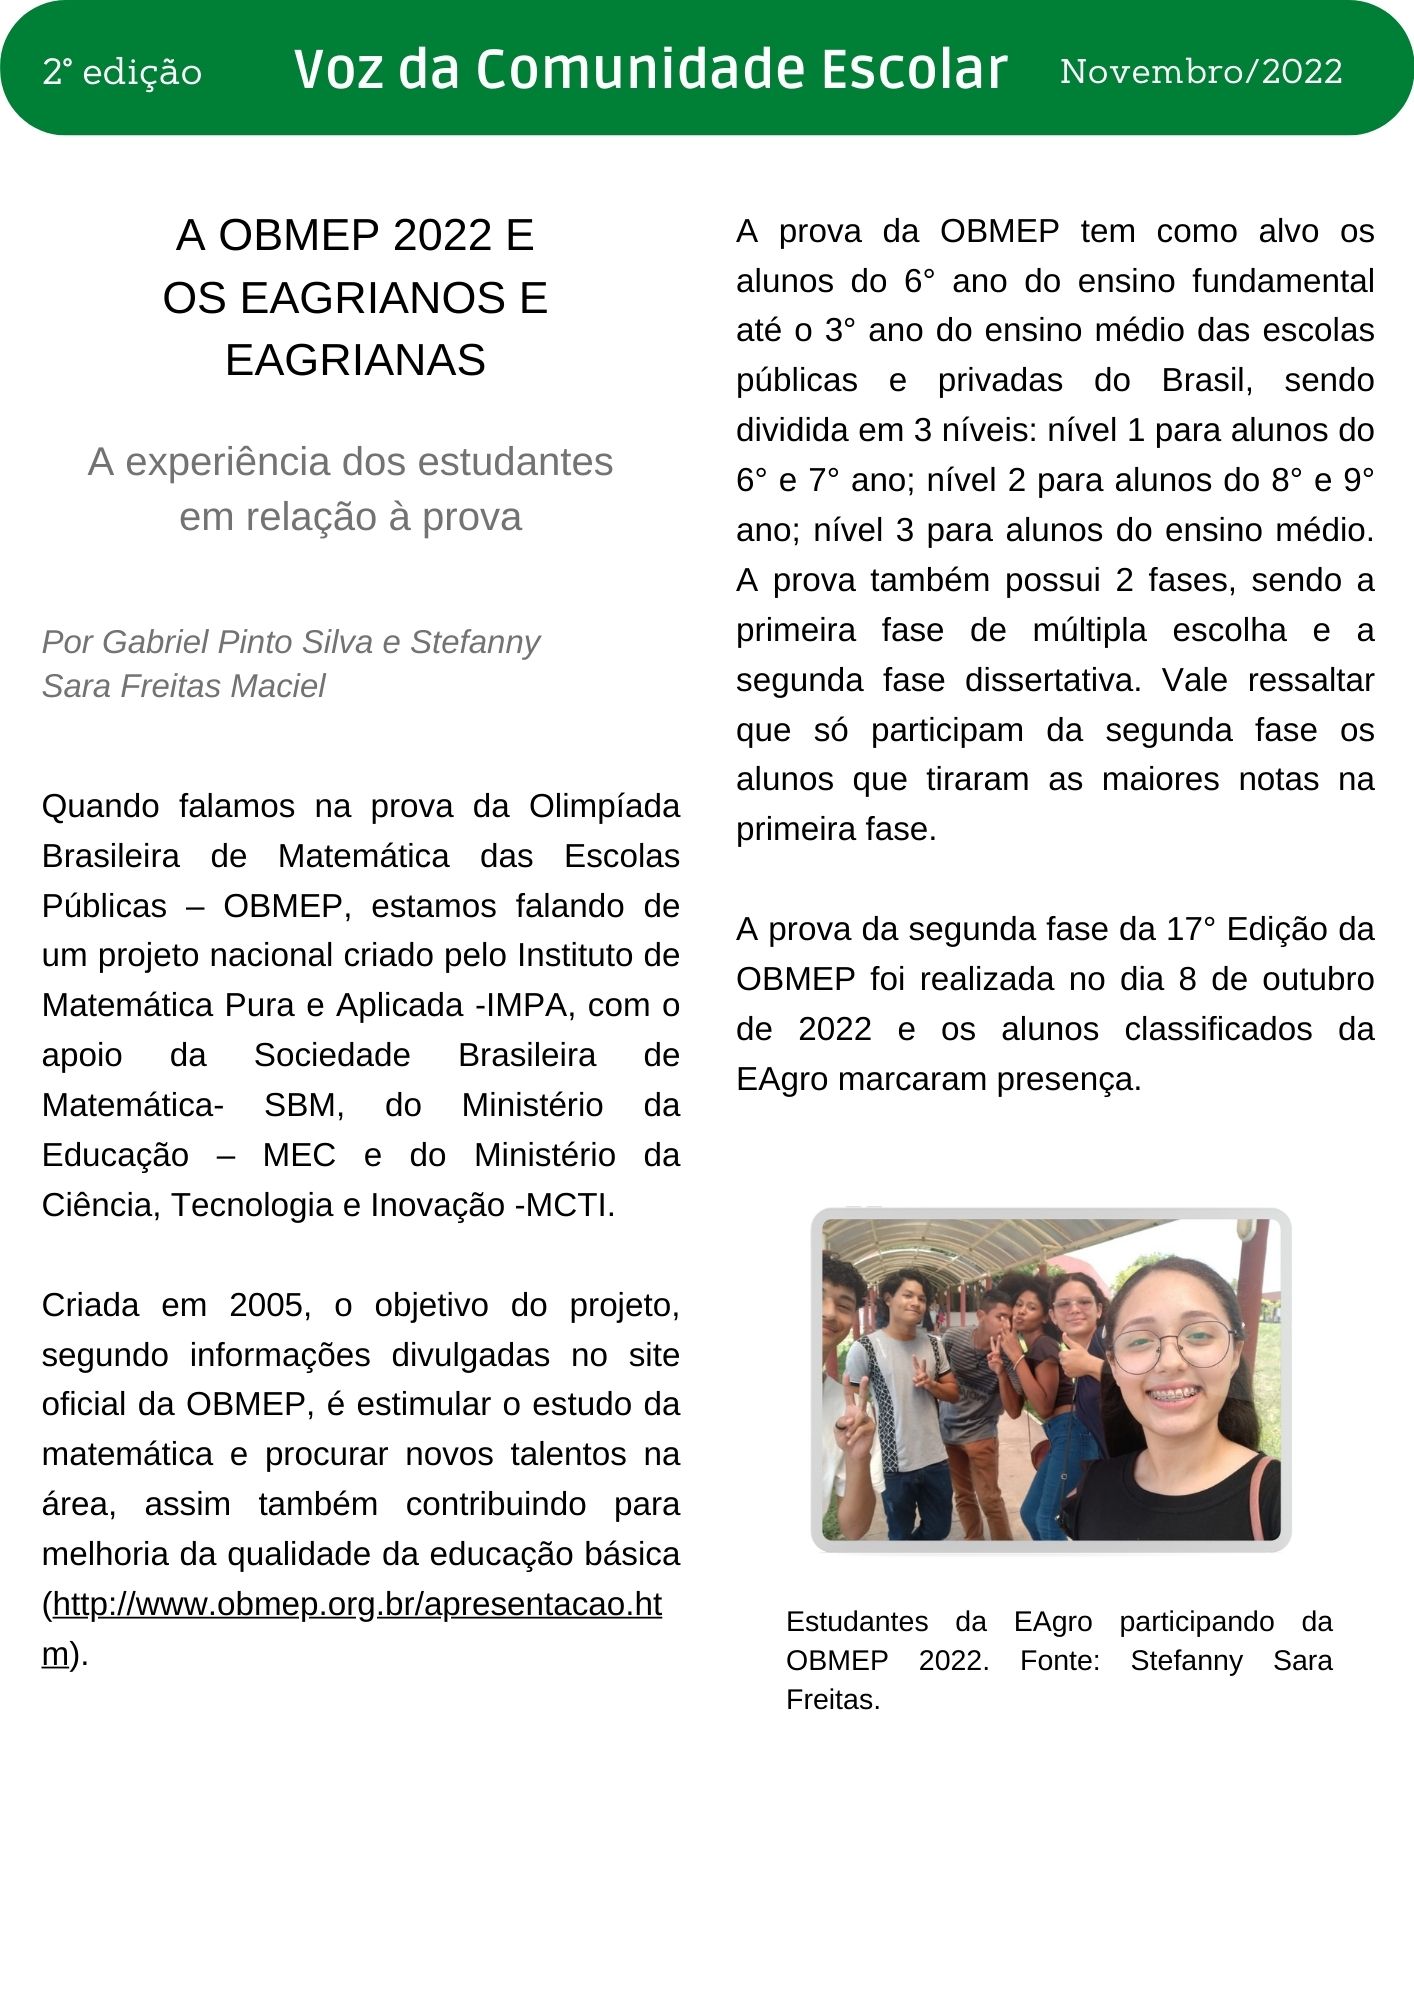 2° edição
Voz da Comunidade Escolar
Novembro/2022
A OBMEP 2022 E
OS EAGRIANOS E
EAGRIANAS
A experiência dos estudantes
em relação à prova
Por Gabriel Pinto Silva e Stefanny
Sara Freitas Maciel
Quando falamos na prova da Olimpíada
Brasileira de Matemática das Escolas
Públicas – OBMEP, estamos falando de
um projeto nacional criado pelo Instituto de
Matemática Pura e Aplicada -IMPA, com o
apoio da Sociedade Brasileira de
Matemática- SBM, do Ministério da
Educação – MEC e do Ministério da
Ciência, Tecnologia e Inovação -MCTI.
Criada em 2005, o objetivo do projeto,
segundo informações divulgadas no site
oficial da OBMEP, é estimular o estudo da
matemática e procurar novos talentos na
área, assim também contribuindo para
melhoria da qualidade da educação básica
(http://www.obmep.org.br/apresentacao.ht
m).
A prova da OBMEP tem como alvo os
alunos do 6° ano do ensino fundamental
até o 3° ano do ensino médio das escolas
públicas e privadas do Brasil, sendo
dividida em 3 níveis: nível 1 para alunos do
6° e 7° ano; nível 2 para alunos do 8° e 9°
ano; nível 3 para alunos do ensino médio.
A prova também possui 2 fases, sendo a
primeira fase de múltipla escolha e a
segunda fase dissertativa. Vale ressaltar
que só participam da segunda fase os
alunos que tiraram as maiores notas na
primeira fase.
A prova da segunda fase da 17° Edição da
OBMEP foi realizada no dia 8 de outubro
de 2022 e os alunos classificados da
EAgro marcaram presença.
Estudantes da EAgro participando da
OBMEP 2022. Fonte: Stefanny Sara
Freitas.